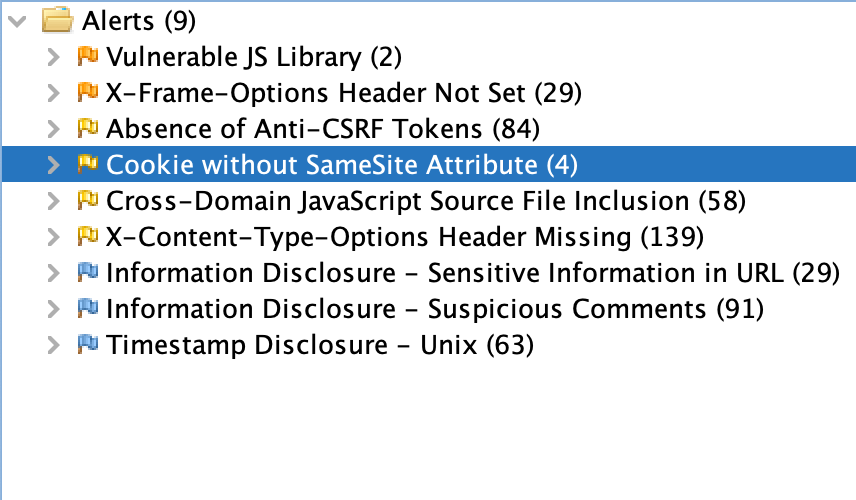 Alerts (9)
Vulnerable JS Library (2)
X-Frame-Options Header Not Set (29)
Absence of Anti-CSRF Tokens (84)
Cookie without SameSite Attribute (4)
Cross-Domain JavaScript Source File Inclusion (58)
X-Content-Type-Options Header Missing (139)
Information Disclosure - Sensitive Information in URL (29)
Information Disclosure - Suspicious Comments (91)
Timestamp Disclosure - Unix (63)